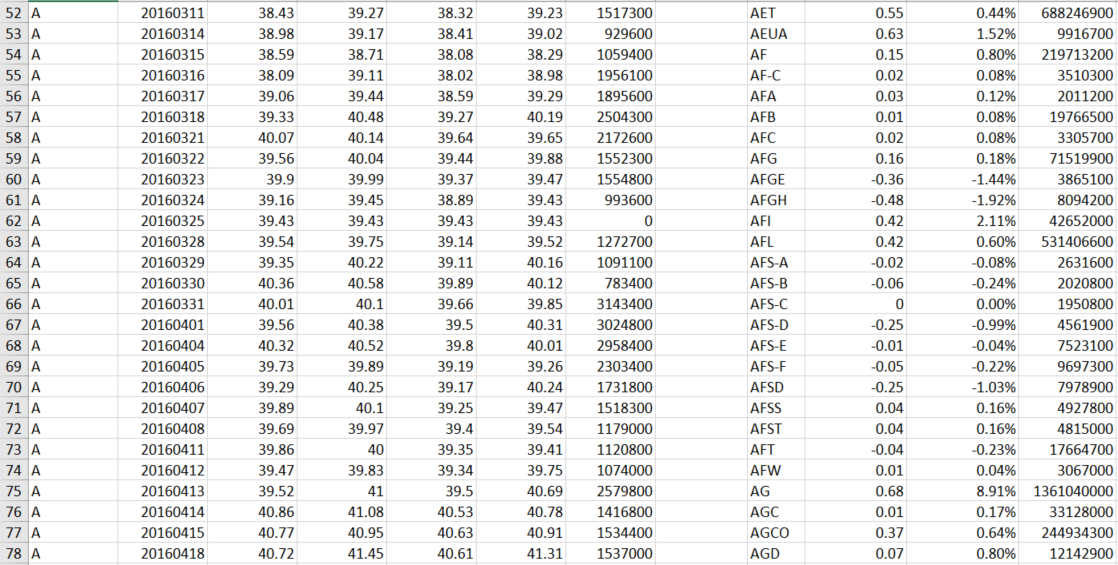 52 A 20160311 38.43 39.27 38.32 39.23 1517300 AET 0.55 0.44% 688246900
53 A 20160314 38.98 39.17 38.41 39.02 929600 AEUA 0.63 1.52% 9916700
54 A 20160315 38.59 38.71 38.08 38.29 1059400 AF 0.15 0.80% 219713200
55 A 20160316 38.09 39.11 38.02 38.98 1956100 AF-C 0.02 0.08% 3510300
56 A 20160317 39.06 39.44 38.59 39.29 1895600 AFA 0.03 0.12% 2011200
57 A 20160318 39.33 40.48 39.27 40.19 2504300 AFB 0.01 0.08% 19766500
58 A 20160321 40.07 40.14 39.64 39.65 2172600 AFC 0.02 0.08% 3305700
59 A 20160322 39.56 40.04 39.44 39.88 1552300 AFG 0.16 0.18% 71519900
60 A 20160323 39.9 39.99 39.37 39.47 1554800 AFGE -0.36 -1.44% 3865100
61 A 20160324 39.16 39.45 38.89 39.43 993600 AFGH -0.48 -1.92% 8094200
62 A 20160325 39.43 39.43 39.43 39.43 0 AFI 0.42 2.11% 42652000
63 A 20160328 39.54 39.75 39.14 39.52 1272700 AFL 0.42 0.60% 531406600
64 A 20160329 39.35 40.22 39.11 40.16 1091100 AFS-A -0.02 -0.08% 2631600
65 A 20160330 40.36 40.58 39.89 40.12 783400 AFS-B -0.06 -0.24% 2020800
66 A 20160331 40.01 40.1 39.66 39.85 3143400 AFS-C 0 0.00% 1950800
67 A 20160401 39.56 40.38 39.5 40.31 3024800 AFS-D -0.25 -0.99% 4561900
68 A 20160404 40.32 40.52 39.8 40.01 2958400 AFS-E -0.01 -0.04% 7523100
69 A 20160405 39.73 39.89 39.19 39.26 2303400 AFS-F -0.05 -0.22% 9697300
70 A 20160406 39.29 40.25 39.17 40.24 1731800 AFSD -0.25 -1.03% 7978900
71 A 20160407 39.89 40.1 39.25 39.47 1518300 AFSS 0.04 0.16% 4927800
72 A 20160408 39.69 39.97 39.4 39.54 1179000 AFST 0.04 0.16% 4815000
73 A 20160411 39.86 40 39.35 39.41 1120800 AFT -0.04 -0.23% 17664700
74 A 20160412 39.47 39.83 39.34 39.75 1074000 AFW 0.01 0.04% 3067000
75 A 20160413 39.52 41 39.5 40.69 2579800 AG 0.68 8.91% 1361040000
76 A 20160414 40.86 41.08 40.53 40.78 1416800 AGC 0.01 0.17% 33128000
77 A 20160415 40.77 40.95 40.63 40.91 1534400 AGCO 0.37 0.64% 244934300
78 A 20160418 40.72 41.45 40.61 41.31 1537000 AGD 0.07 0.80% 12142900